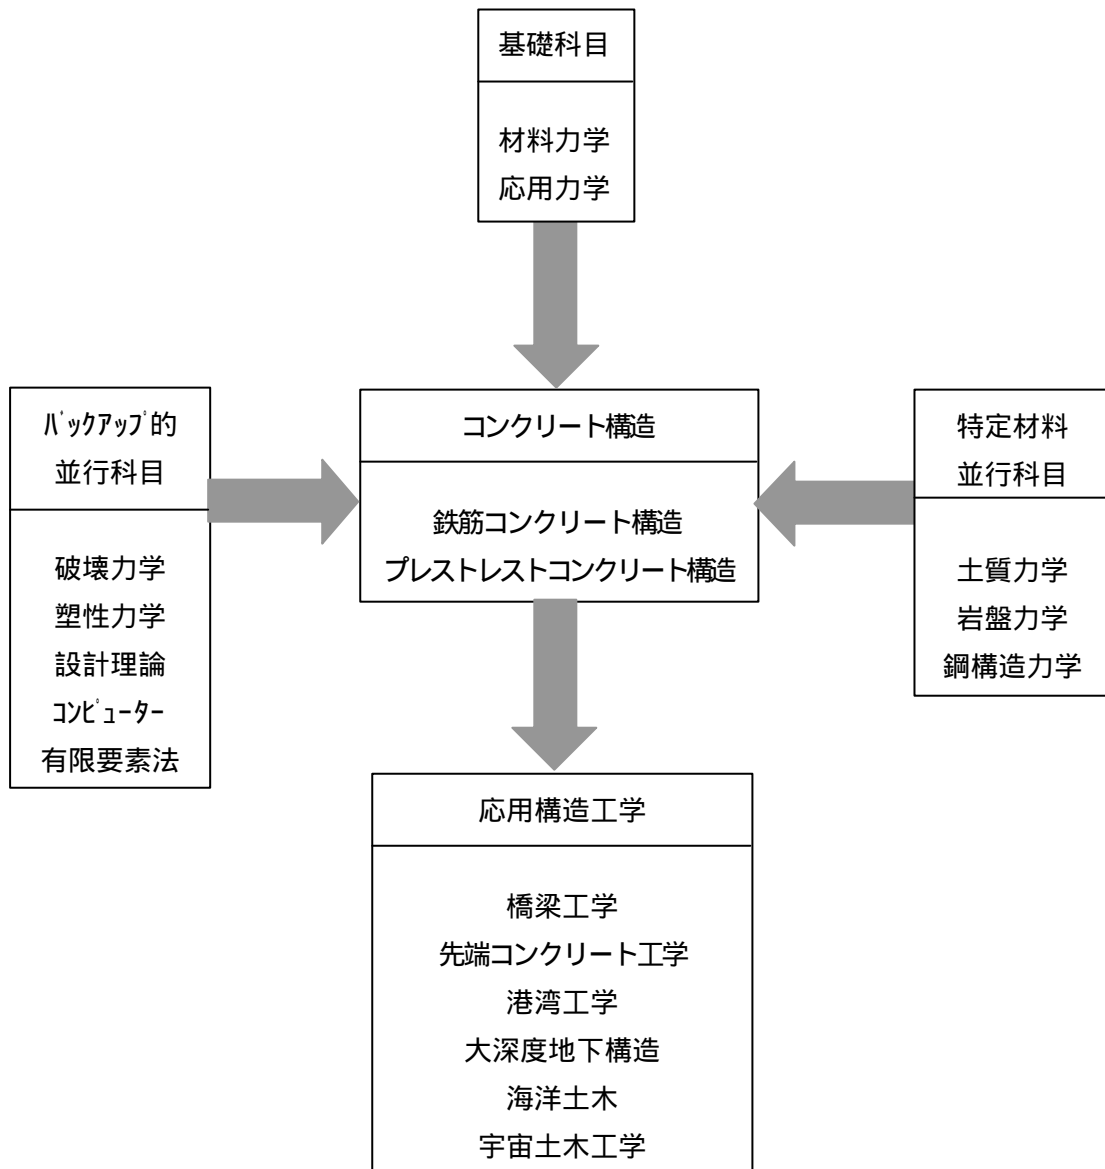 基礎科目
材料力学
応用力学
ﾊﾞｯｸｱｯﾌﾟ的
並行科目
破壊力学
塑性力学
設計理論
ｺﾝﾋﾟｭｰﾀｰ
有限要素法
コンクリート構造
鉄筋コンクリート構造
プレストレストコンクリート構造
特定材料
並行科目
土質力学
岩盤力学
鋼構造力学
応用構造工学
橋梁工学
先端コンクリート工学
港湾工学
大深度地下構造
海洋土木
宇宙土木工学